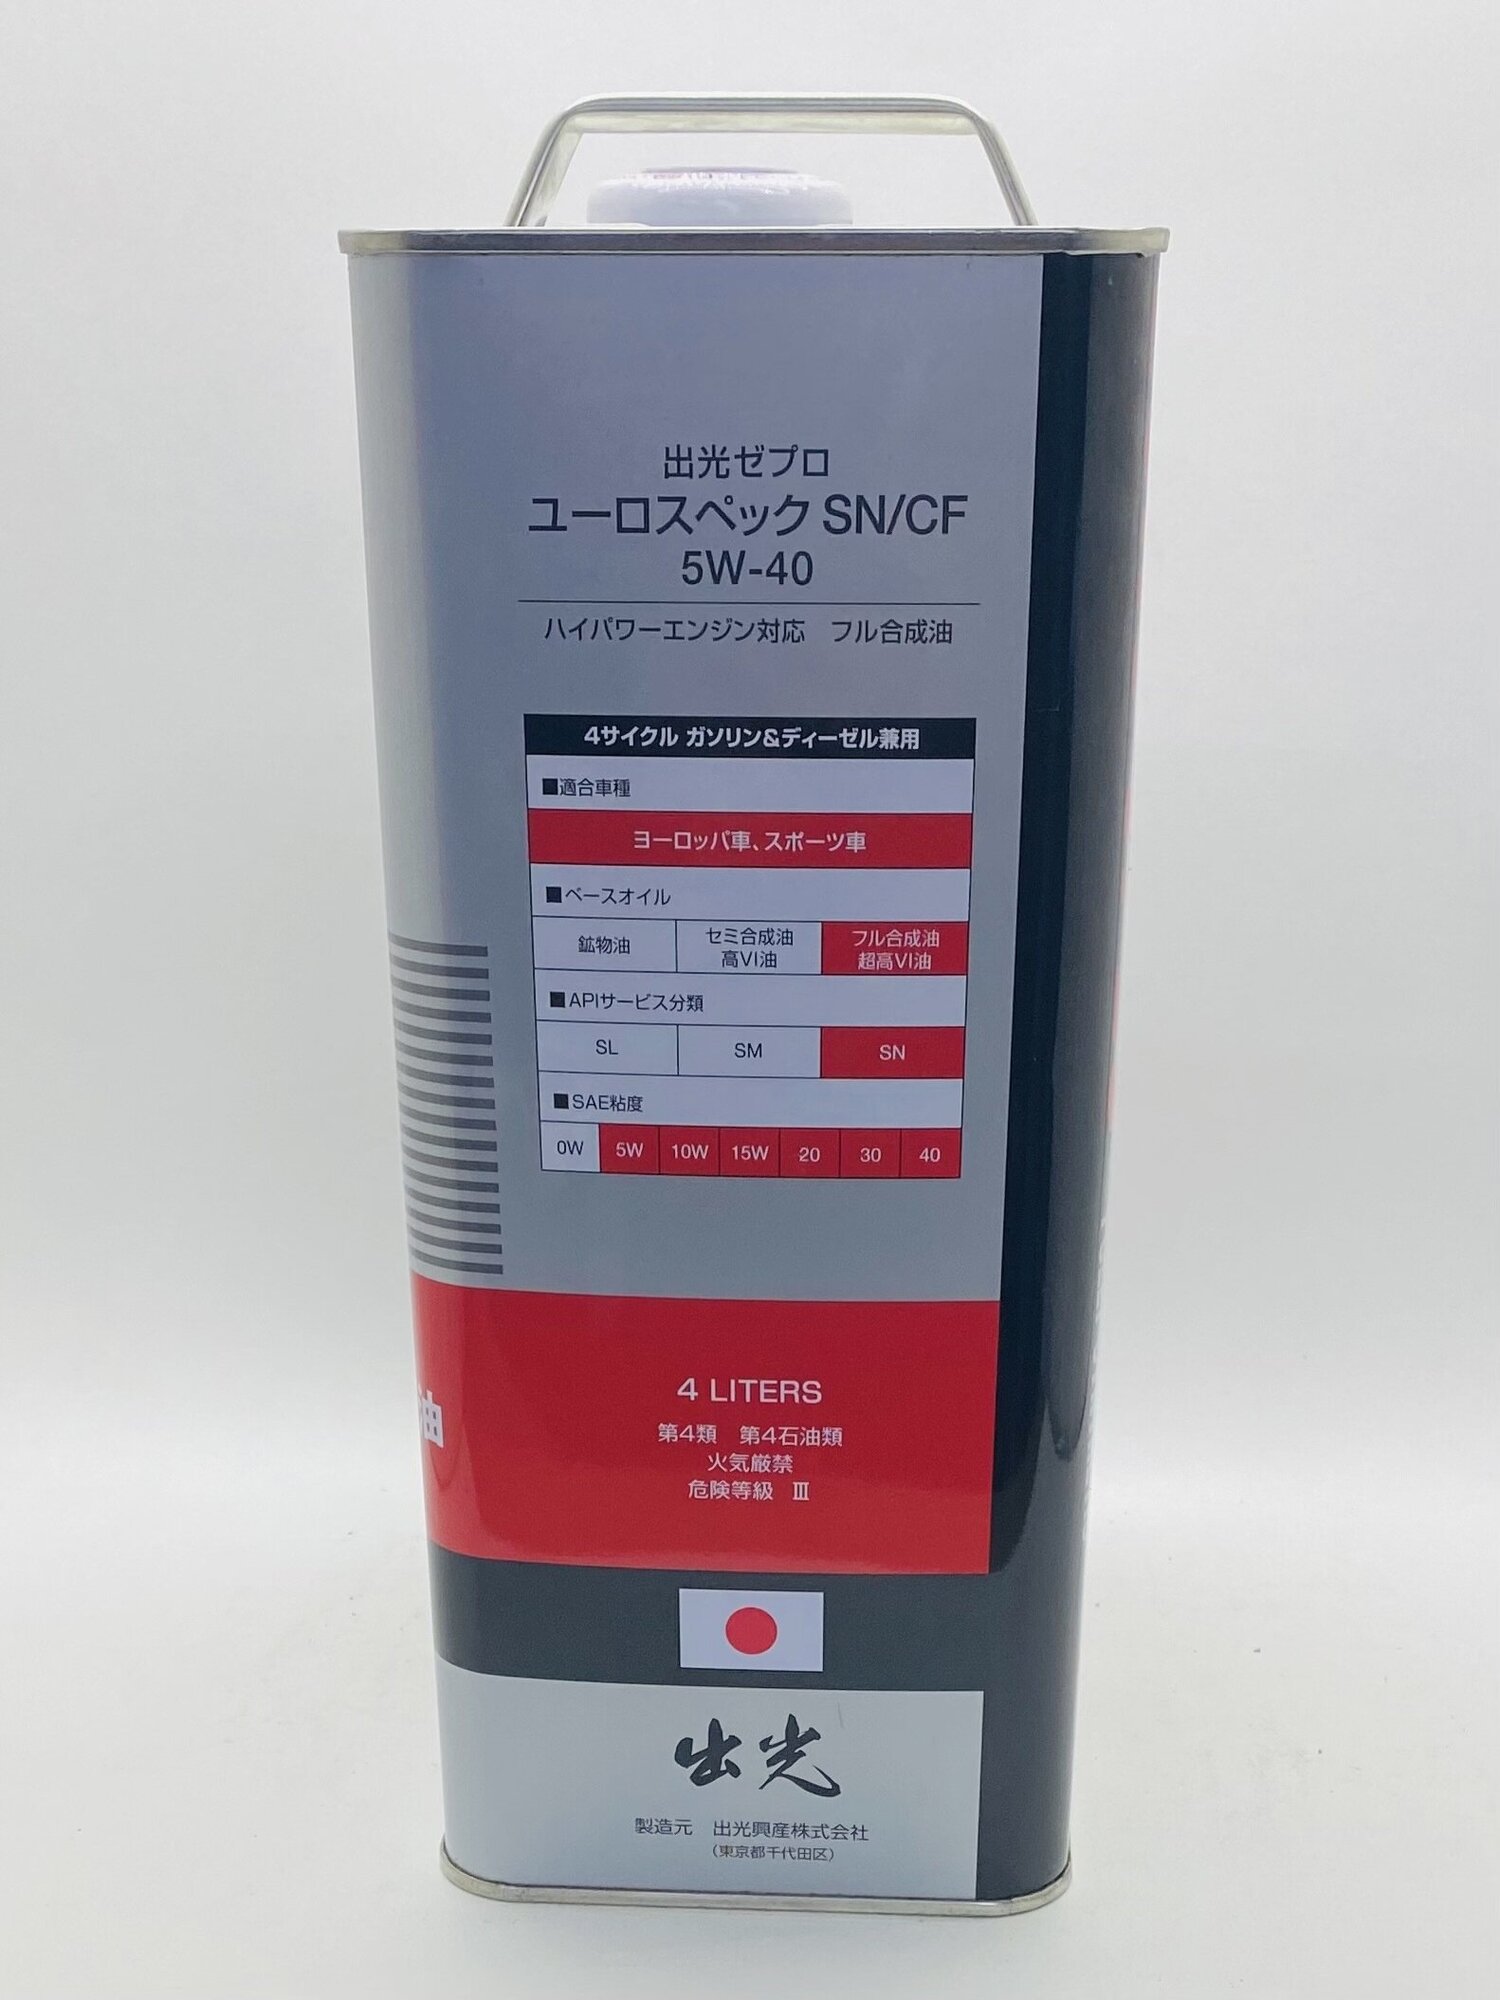 出光ゼプロ
ユーロスペック SN/CF
5W-40
ハイパワーエンジン対応 フル合成油
4サイクル ガソリン&ディーゼル兼用
■適合車種
ヨーロッパ車、スポーツ車
■ベースオイル
鉱物油
セミ合成油
高VI油
フル合成油
超高VI油
■APIサービス分類
SL SM SN
■SAE粘度
0W 5W 10W 15W 20 30 40
油
4 LITERS
第4類 第4石油類
火気厳禁
危険等級 Ⅲ
出光
製造元 出光興産株式会社
(東京都千代田区)